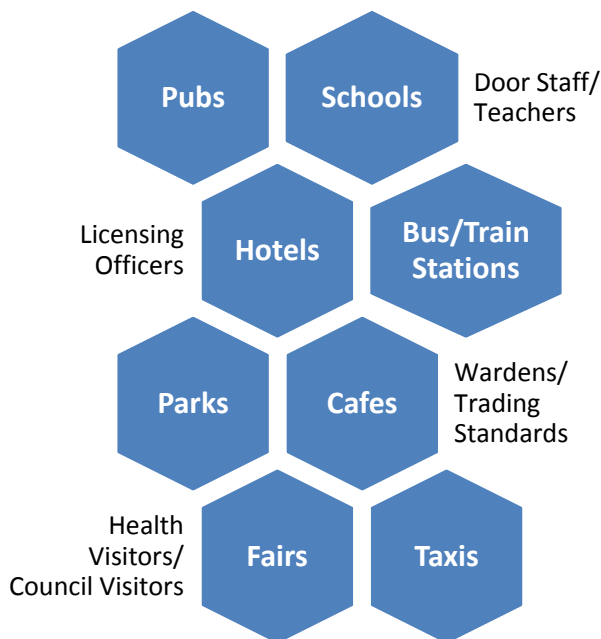 Pubs
Schools
Door Staff/
Teachers
Licensing
Officers
Hotels
Bus/Train
Stations
Parks
Cafes
Wardens/
Trading
Standards
Health
Visitors/
Council Visitors
Fairs
Taxis